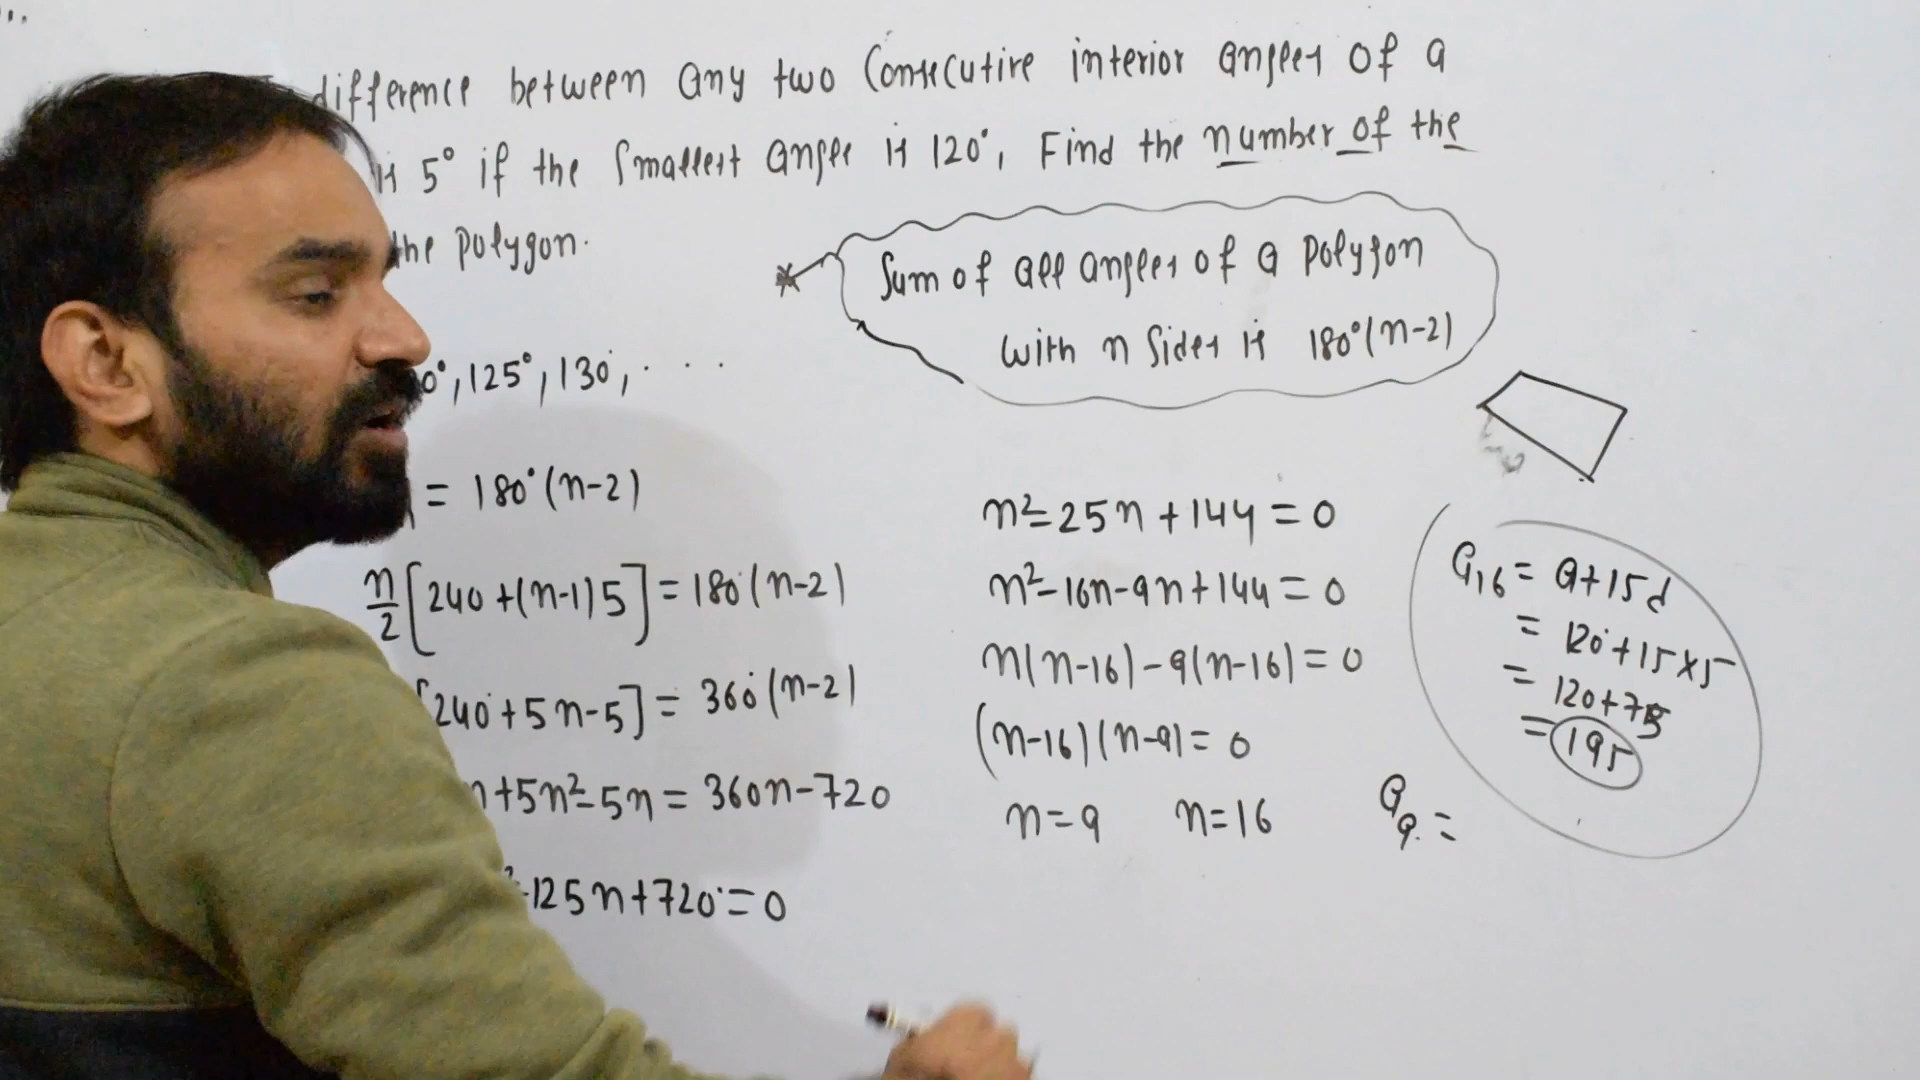 difference between any two Consecutive interior angles of a
is 5° if the Smallest angle is 120°, Find the number of the
the polygon.
Sum of all angles of a polygon
with n sides is 180°(n-2)
0°, 125°, 130°, . . .
= 180°(n-2)
n/2 [240 + (n-1)5] = 180°(n-2)
[240 + 5n-5] = 360(n-2)
n+5n²-5n = 360n-720
-125n+720=0
n²-25n+144=0
n²-16n-9n+144=0
n(n-16)-9(n-16)=0
(n-16)(n-9)=0
n=9 n=16
a₁₆ = a+15d
= 120+15×5
= 120+75
= 195
a₉ =